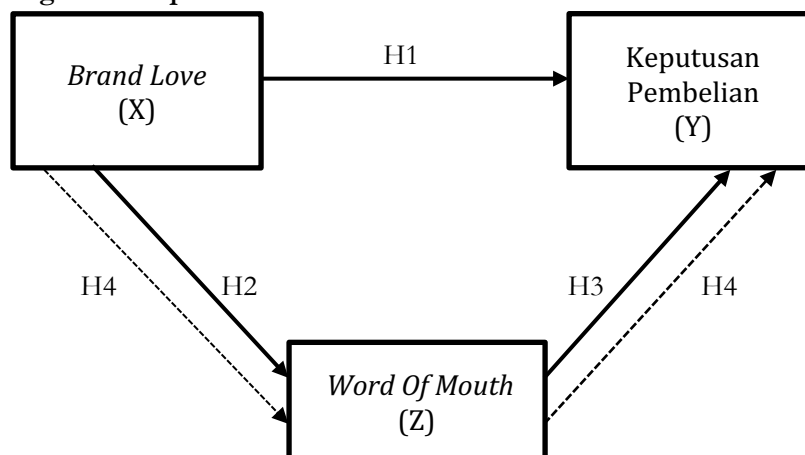 H1
Brand Love
(X)
Keputusan
Pembelian
(Y)
H4
H2
H3
H4
Word Of Mouth
(Z)